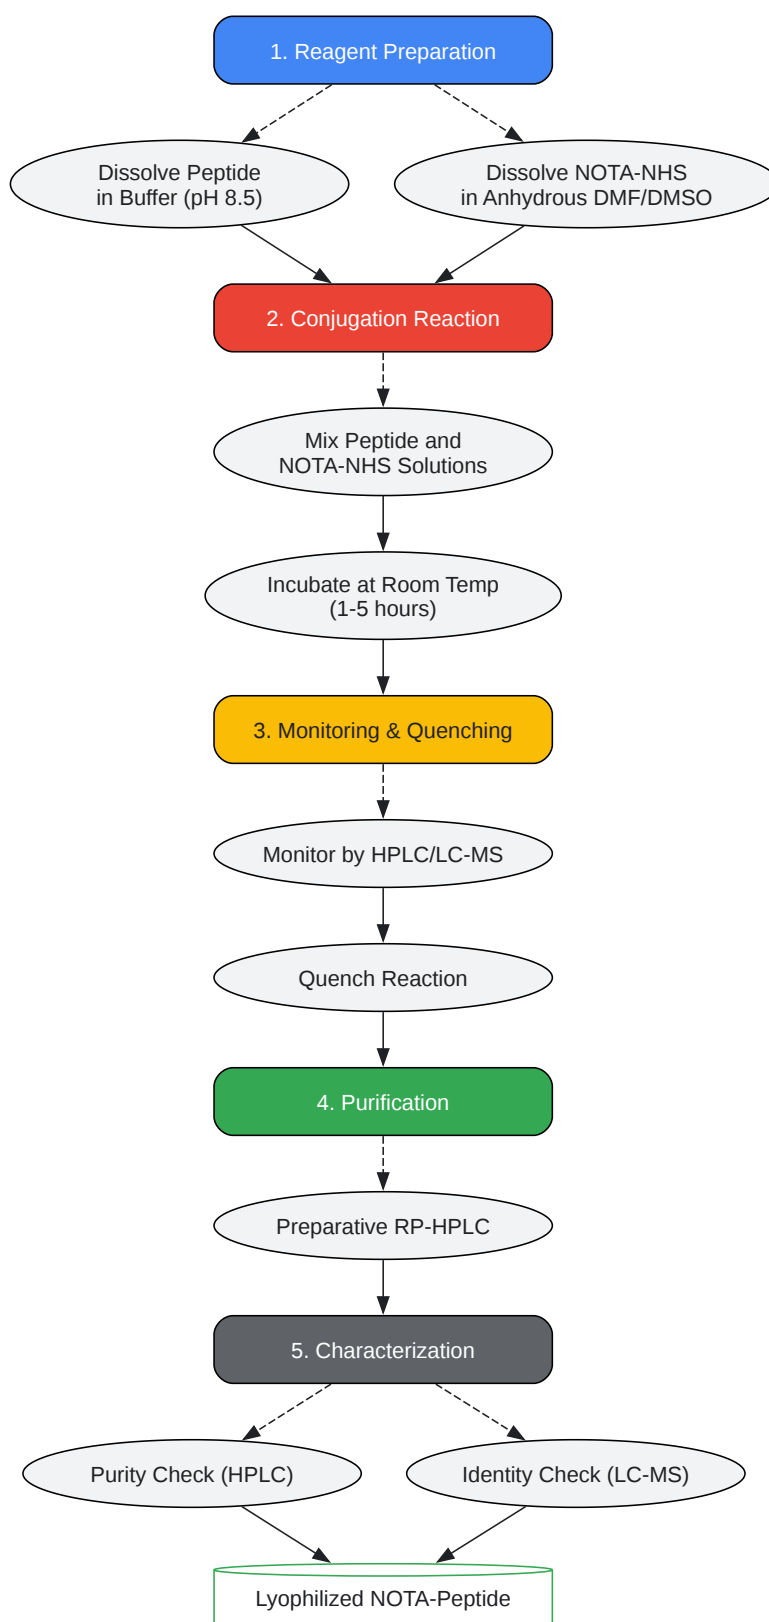 1. Reagent Preparation
Dissolve Peptide
in Buffer (pH 8.5)
Dissolve NOTA-NHS
in Anhydrous DMF/DMSO
2. Conjugation Reaction
Mix Peptide and
NOTA-NHS Solutions
Incubate at Room Temp
(1-5 hours)
3. Monitoring & Quenching
Monitor by HPLC/LC-MS
Quench Reaction
4. Purification
Preparative RP-HPLC
5. Characterization
Purity Check (HPLC)
Identity Check (LC-MS)
Lyophilized NOTA-Peptide